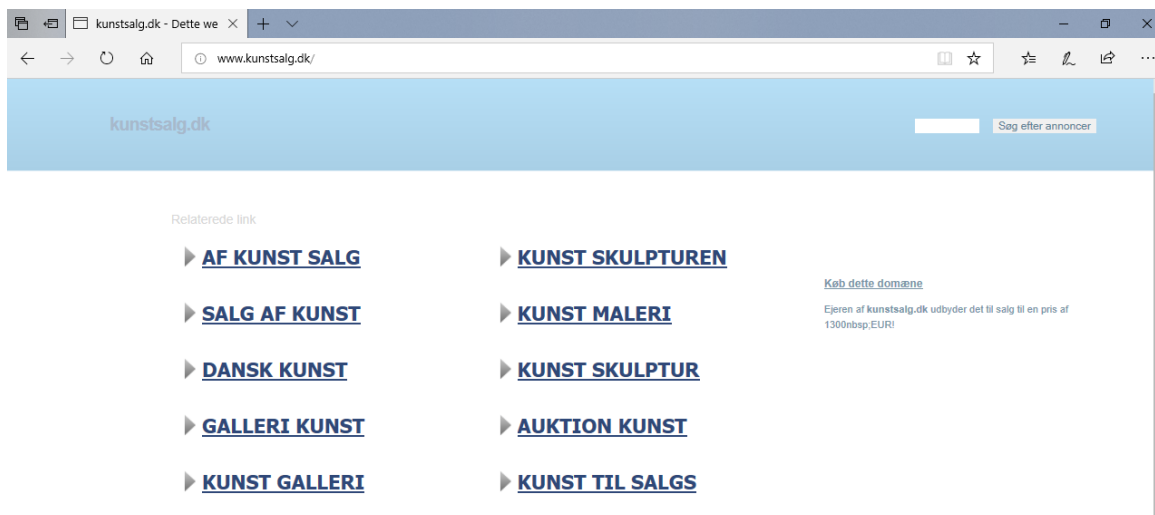 kunstsalg.dk - Dette we
www.kunstsalg.dk/
kunstsalg.dk
Søg efter annoncer
Relaterede link
AF KUNST SALG
KUNST SKULPTUREN
SALG AF KUNST
KUNST MALERI
DANSK KUNST
KUNST SKULPTUR
GALLERI KUNST
AUKTION KUNST
KUNST GALLERI
KUNST TIL SALGS
Køb dette domæne
Ejeren af kunstsalg.dk udbyder det til salg til en pris af
1300nbsp;EUR!